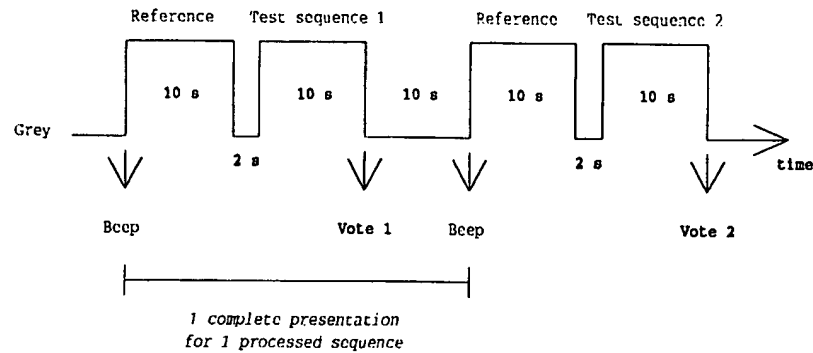 Reference Test sequence 1 Reference Test sequence 2
10 s 10 s 10 s 10 s 10 s
Grey
2 s 2 s time
Beep Vote 1 Beep Vote 2
1 complete presentation
for 1 processed sequence